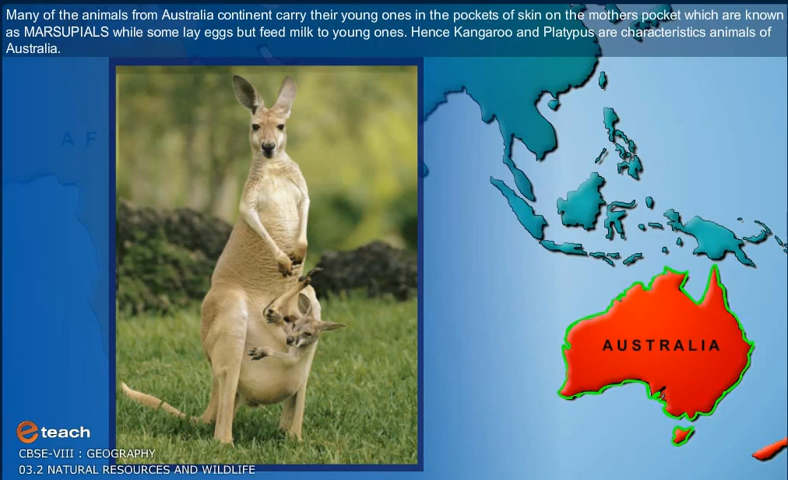 Many of the animals from Australia continent carry their young ones in the pockets of skin on the mothers pocket which are known
as MARSUPIALS while some lay eggs but feed milk to young ones. Hence Kangaroo and Platypus are characteristics animals of
Australia.
A F
AUSTRALIA
eteach
CBSE-VIII : GEOGRAPHY
03.2 NATURAL RESOURCES AND WILDLIFE